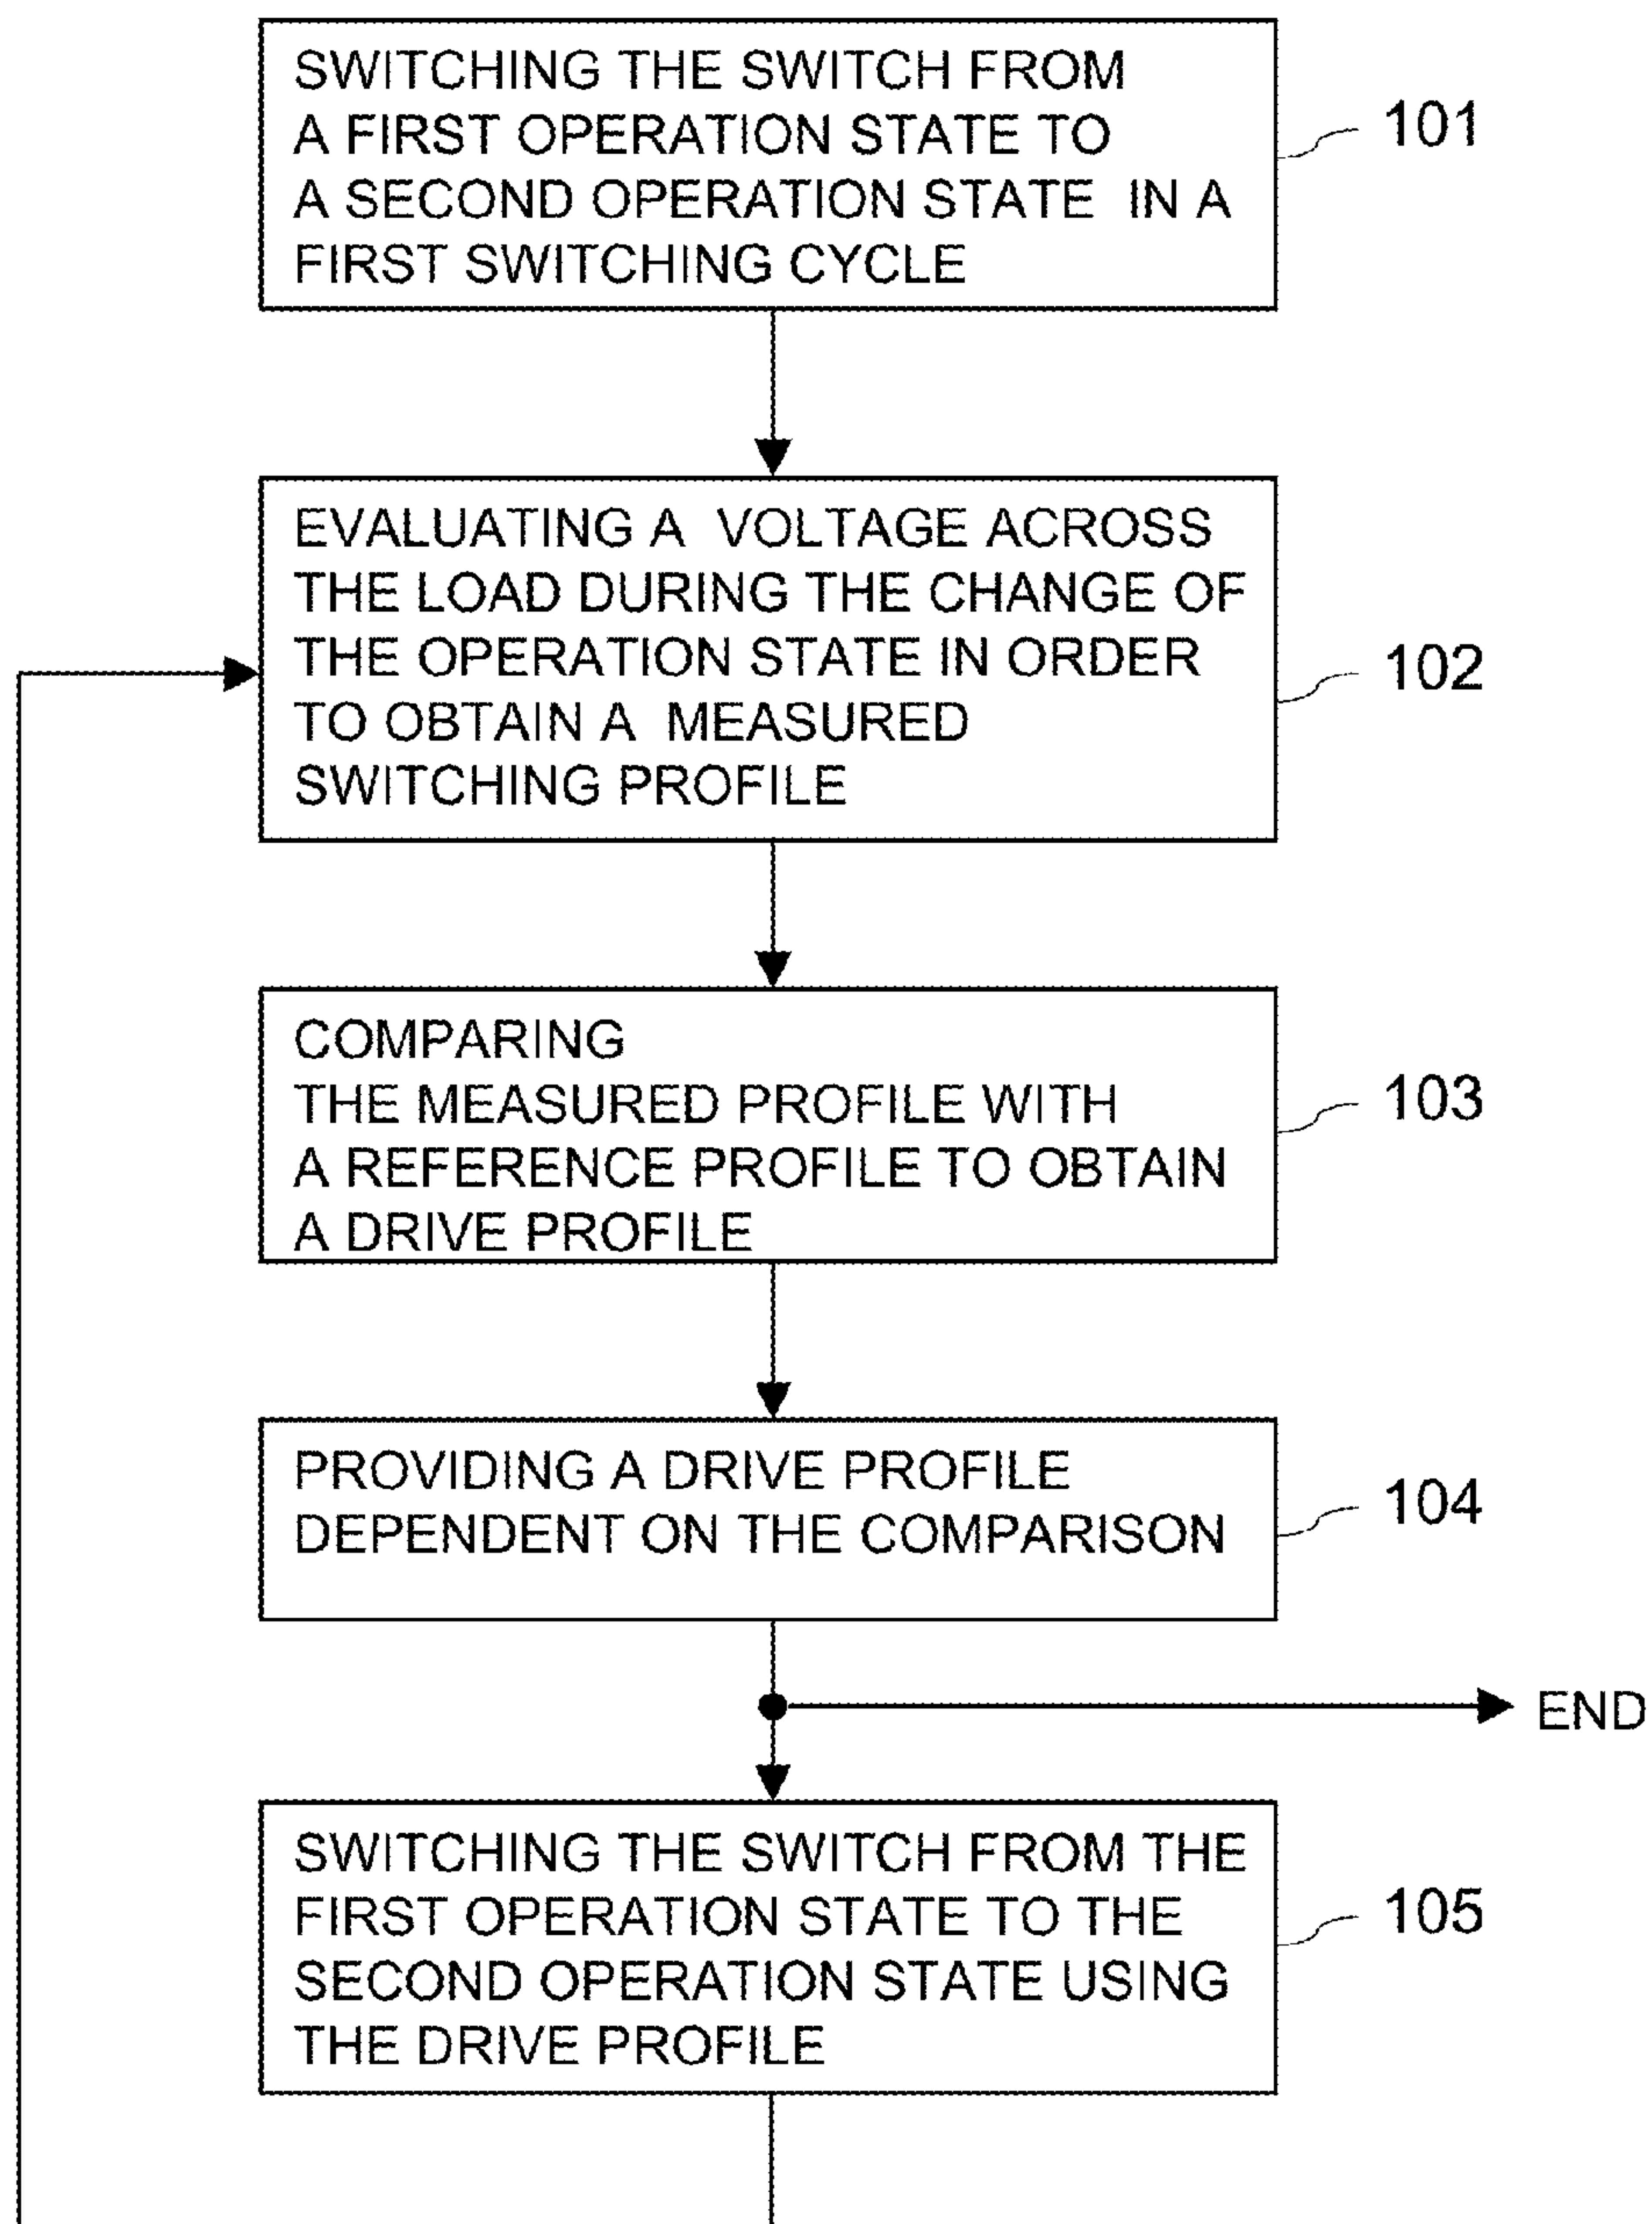 SWITCHING THE SWITCH FROM
A FIRST OPERATION STATE TO
A SECOND OPERATION STATE IN A
FIRST SWITCHING CYCLE
101
EVALUATING A VOLTAGE ACROSS
THE LOAD DURING THE CHANGE OF
THE OPERATION STATE IN ORDER
TO OBTAIN A MEASURED
SWITCHING PROFILE
102
COMPARING
THE MEASURED PROFILE WITH
A REFERENCE PROFILE TO OBTAIN
A DRIVE PROFILE
103
PROVIDING A DRIVE PROFILE
DEPENDENT ON THE COMPARISON
104
END
SWITCHING THE SWITCH FROM THE
FIRST OPERATION STATE TO THE
SECOND OPERATION STATE USING
THE DRIVE PROFILE
105